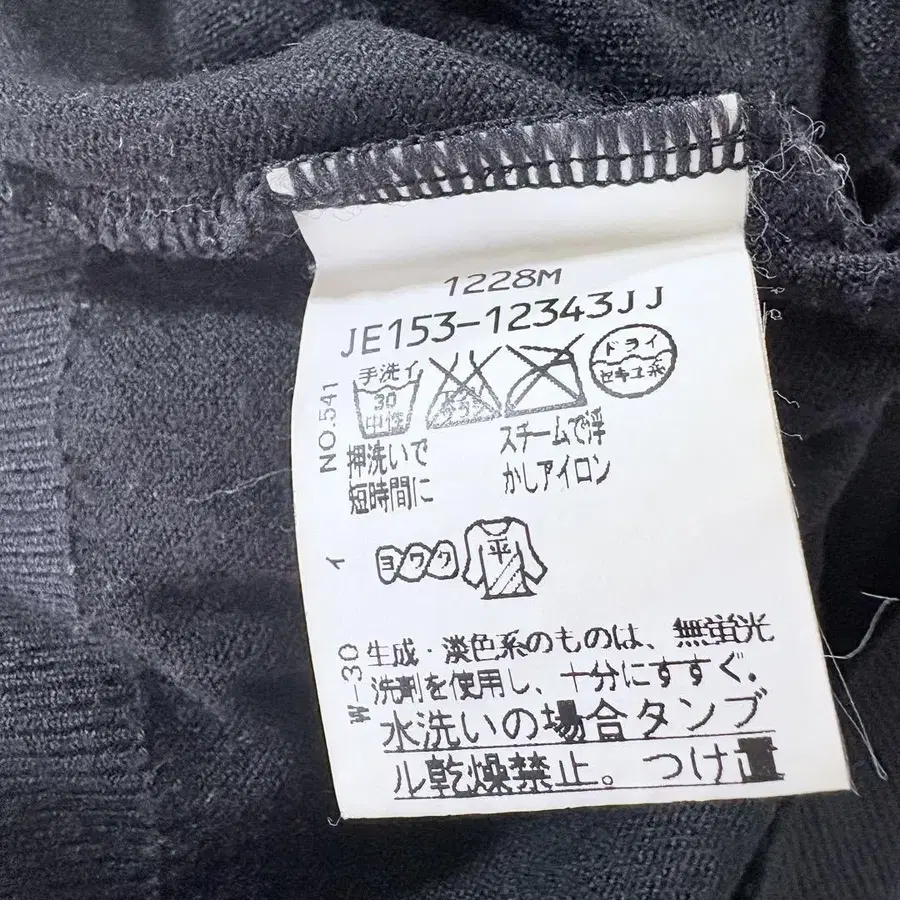 1228M
JE153-12343JJ
手洗イ
30
中性
ドライ
セキユ系
NO.541
押洗いで
短時間に
スチームで浮
かしアイロン
1
ヨワク
平
W-30
生成・淡色系のものは、無蛍光
洗剤を使用し、十分にすすぐ。
水洗いの場合タンブ
ル乾燥禁止。つけ置